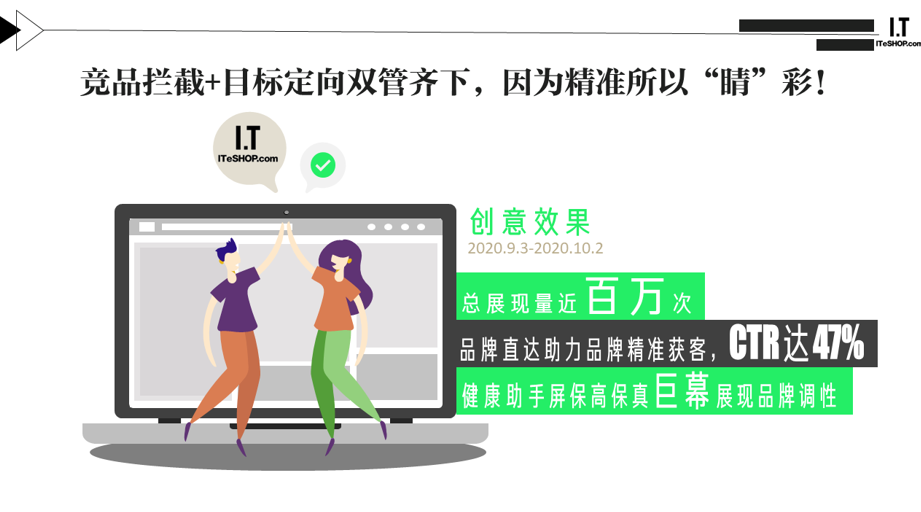 I.T
ITeSHOP.com
竞品拦截+目标定向双管齐下，因为精准所以“睛”彩！
I.T
ITeSHOP.com
创意效果
2020.9.3-2020.10.2
总展现量近百万次
品牌直达助力品牌精准获客，CTR达47%
健康助手屏保高保真巨幕展现品牌调性